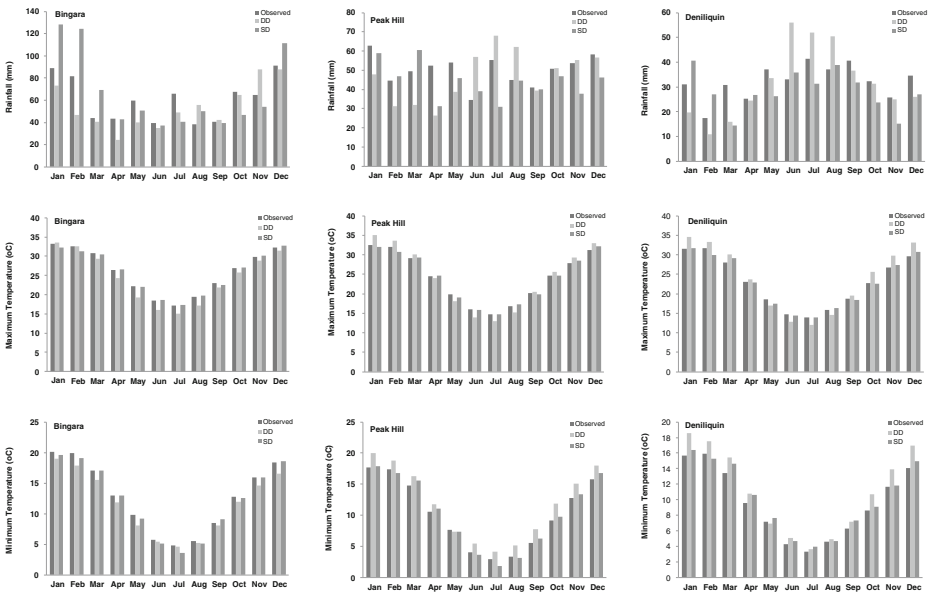 Bingara
Observed
DD
SD
Rainfall (mm)
140
120
100
80
60
40
20
0
Jan Feb Mar Apr May Jun Jul Aug Sep Oct Nov Dec
Peak Hill
Observed
DD
SD
Rainfall (mm)
80
70
60
50
40
30
20
10
0
Jan Feb Mar Apr May Jun Jul Aug Sep Oct Nov Dec
Deniliquin
Observed
DD
SD
Rainfall (mm)
60
50
40
30
20
10
0
Jan Feb Mar Apr May Jun Jul Aug Sep Oct Nov Dec
Bingara
Observed
DD
SD
Maximum Temperature (oC)
40
35
30
25
20
15
10
5
0
Jan Feb Mar Apr May Jun Jul Aug Sep Oct Nov Dec
Peak Hill
Observed
DD
SD
Maximum Temperature (oC)
40
35
30
25
20
15
10
5
0
Jan Feb Mar Apr May Jun Jul Aug Sep Oct Nov Dec
Deniliquin
Observed
DD
SD
Maximum Temperature (oC)
40
35
30
25
20
15
10
5
0
Jan Feb Mar Apr May Jun Jul Aug Sep Oct Nov Dec
Bingara
Observed
DD
SD
Minimum Temperature (oC)
25
20
15
10
5
0
Jan Feb Mar Apr May Jun Jul Aug Sep Oct Nov Dec
Peak Hill
Observed
DD
SD
Minimum Temperature (oC)
25
20
15
10
5
0
Jan Feb Mar Apr May Jun Jul Aug Sep Oct Nov Dec
Deniliquin
Observed
DD
SD
Minimum Temperature (oC)
20
18
16
14
12
10
8
6
4
2
0
Jan Feb Mar Apr May Jun Jul Aug Sep Oct Nov Dec